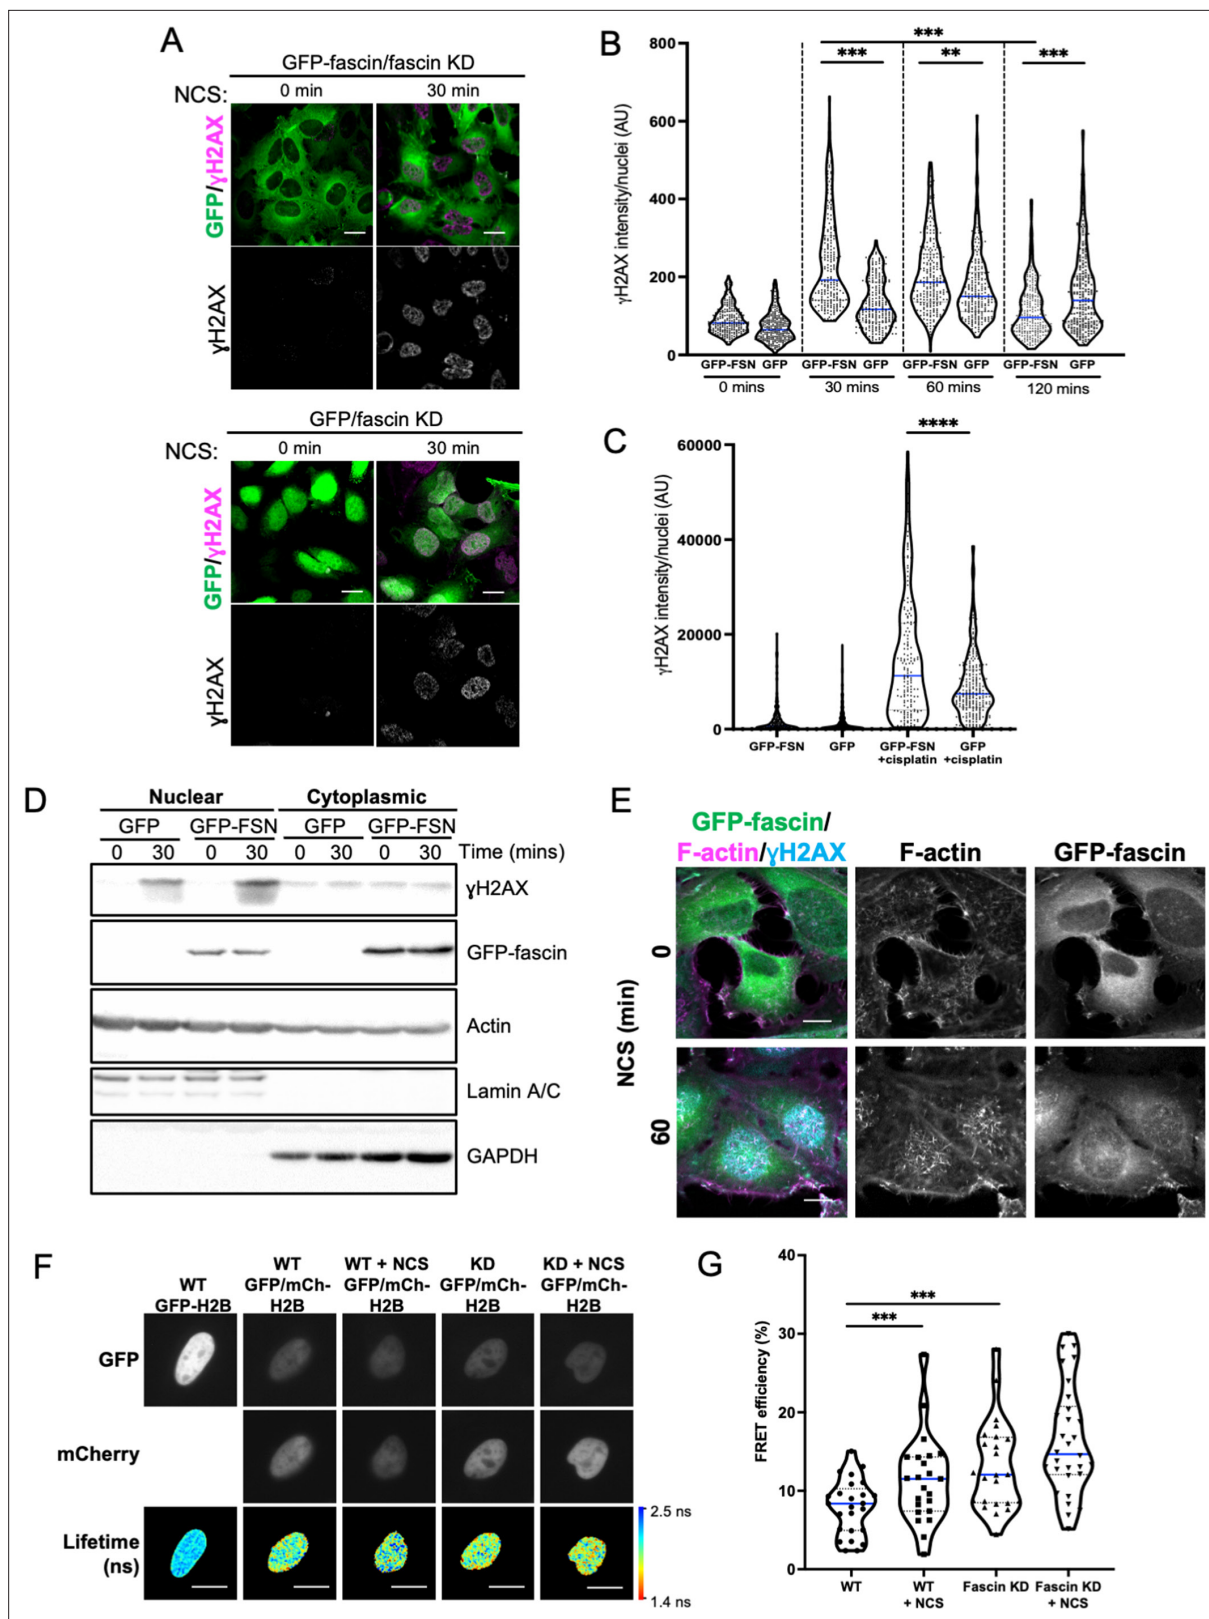 A
GFP-fascin/fascin KD
NCS: 0 min 30 min
GFP/γH2AX
γH2AX
GFP/fascin KD
NCS: 0 min 30 min
GFP/γH2AX
γH2AX
B
γH2AX intensity/nuclei (AU)
800
600
400
200
0
*** *** ** ***
GFP-FSN GFP GFP-FSN GFP GFP-FSN GFP GFP-FSN GFP
0 mins 30 mins 60 mins 120 mins
C
γH2AX intensity/nuclei (AU)
60000
40000
20000
0
****
GFP-FSN GFP GFP-FSN GFP
+cisplatin +cisplatin
D
Nuclear Cytoplasmic
GFP GFP-FSN GFP GFP-FSN
0 30 0 30 0 30 0 30 Time (mins)
γH2AX
GFP-fascin
Actin
Lamin A/C
GAPDH
E
GFP-fascin/
F-actin/γH2AX F-actin GFP-fascin
NCS (min)
0
60
F
WT WT + NCS KD KD + NCS
WT GFP/mCh- GFP/mCh- GFP/mCh- GFP/mCh-
GFP-H2B H2B H2B H2B H2B
GFP
mCherry
Lifetime
(ns)
2.5 ns
1.4 ns
G
FRET efficiency (%)
40
30
20
10
0
***
***
WT WT Fascin KD Fascin KD
+ NCS + NCS